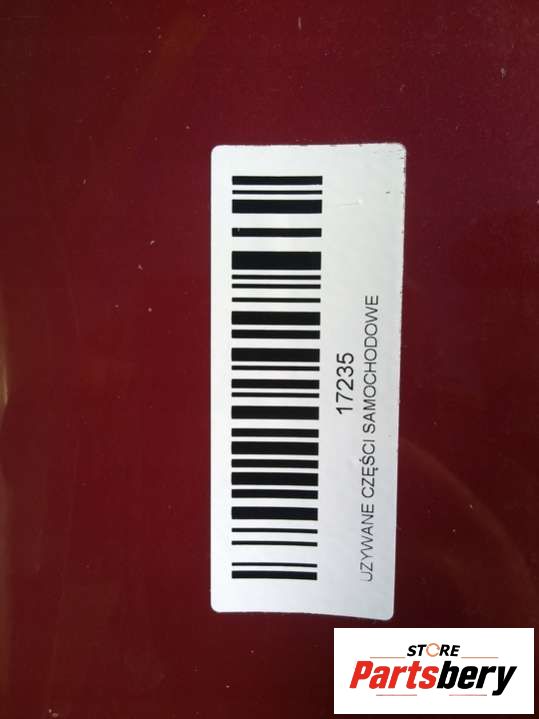 17235
UZYWANE CZĘŚCI SAMOCHODOWE
STORE
Partsbery